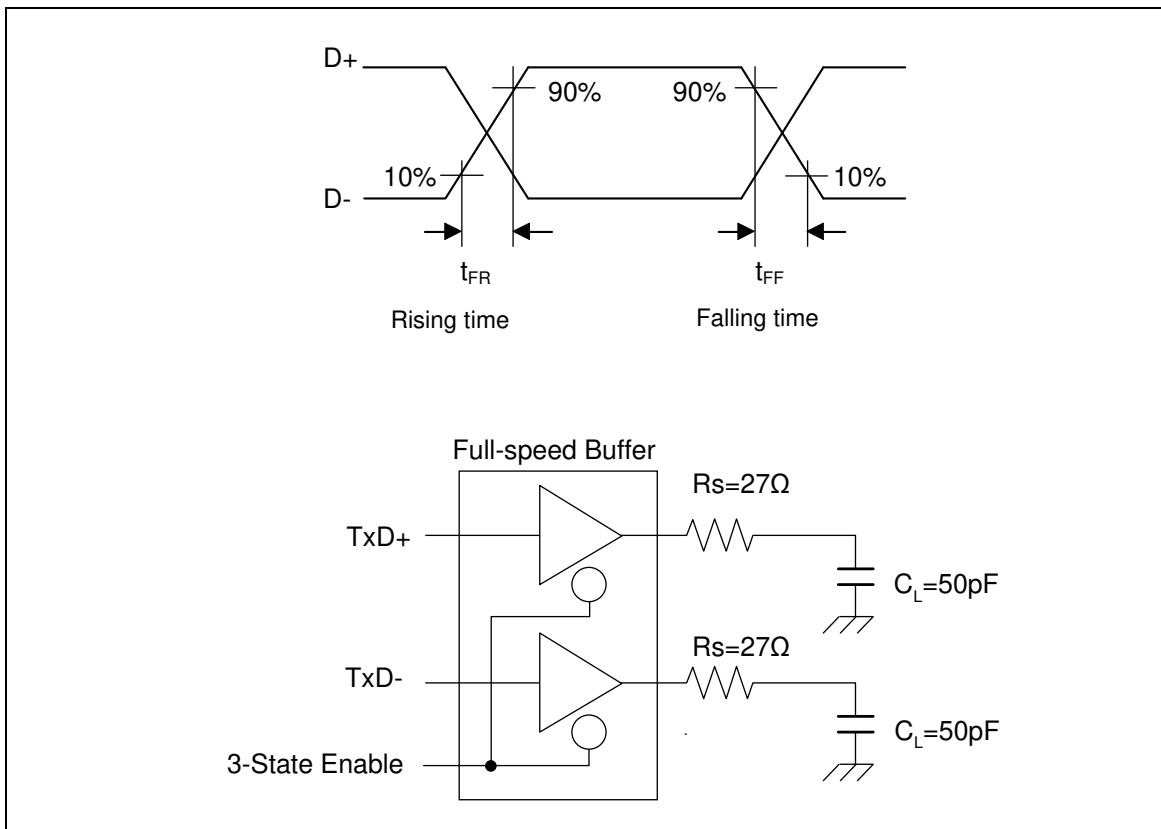 D+
90%
90%
10%
10%
D-
tFR
tFF
Rising time
Falling time
Full-speed Buffer
Rs=27Ω
TxD+
CL=50pF
Rs=27Ω
TxD-
CL=50pF
3-State Enable